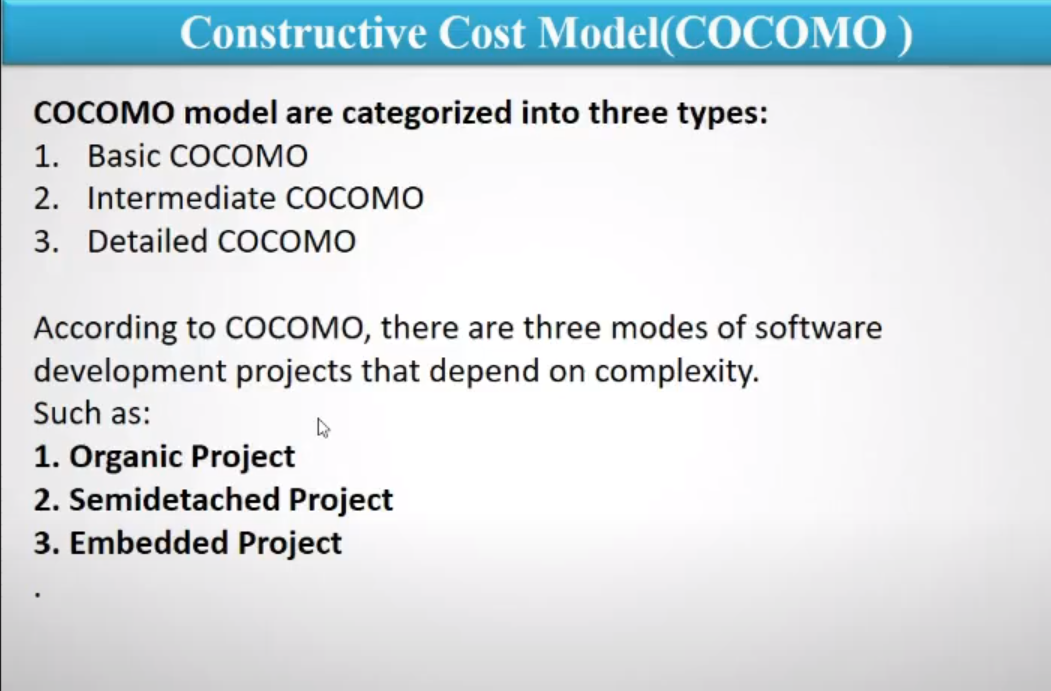 Constructive Cost Model(COCOMO )
COCOMO model are categorized into three types:
1. Basic COCOMO
2. Intermediate COCOMO
3. Detailed COCOMO
According to COCOMO, there are three modes of software
development projects that depend on complexity.
Such as:
1. Organic Project
2. Semidetached Project
3. Embedded Project
.